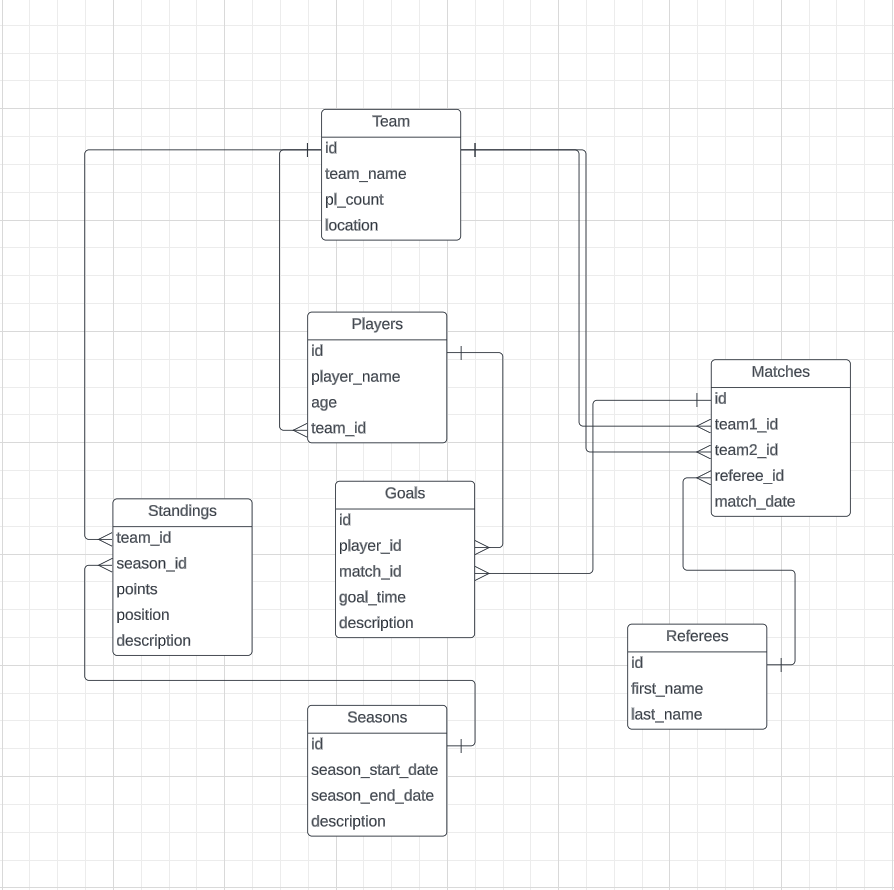 Team
id
team_name
pl_count
location
Players
id
player_name
age
team_id
Matches
id
team1_id
team2_id
referee_id
match_date
Goals
id
player_id
match_id
goal_time
description
Standings
team_id
season_id
points
position
description
Referees
id
first_name
last_name
Seasons
id
season_start_date
season_end_date
description